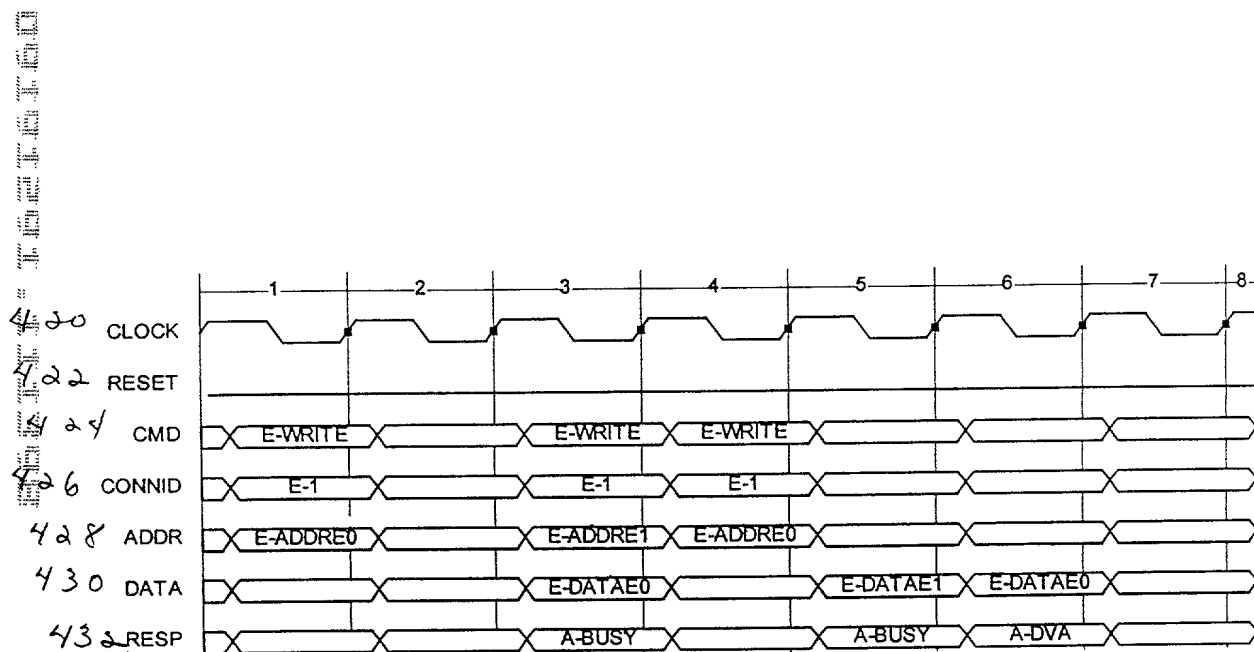 1 2 3 4 5 6 7 8
420 CLOCK
422 RESET
424 CMD E-WRITE E-WRITE E-WRITE
426 CONNID E-1 E-1 E-1
428 ADDR E-ADDRE0 E-ADDRE1 E-ADDRE0
430 DATA E-DATAE0 E-DATAE1 E-DATAE0
432 RESP A-BUSY A-BUSY A-DVA